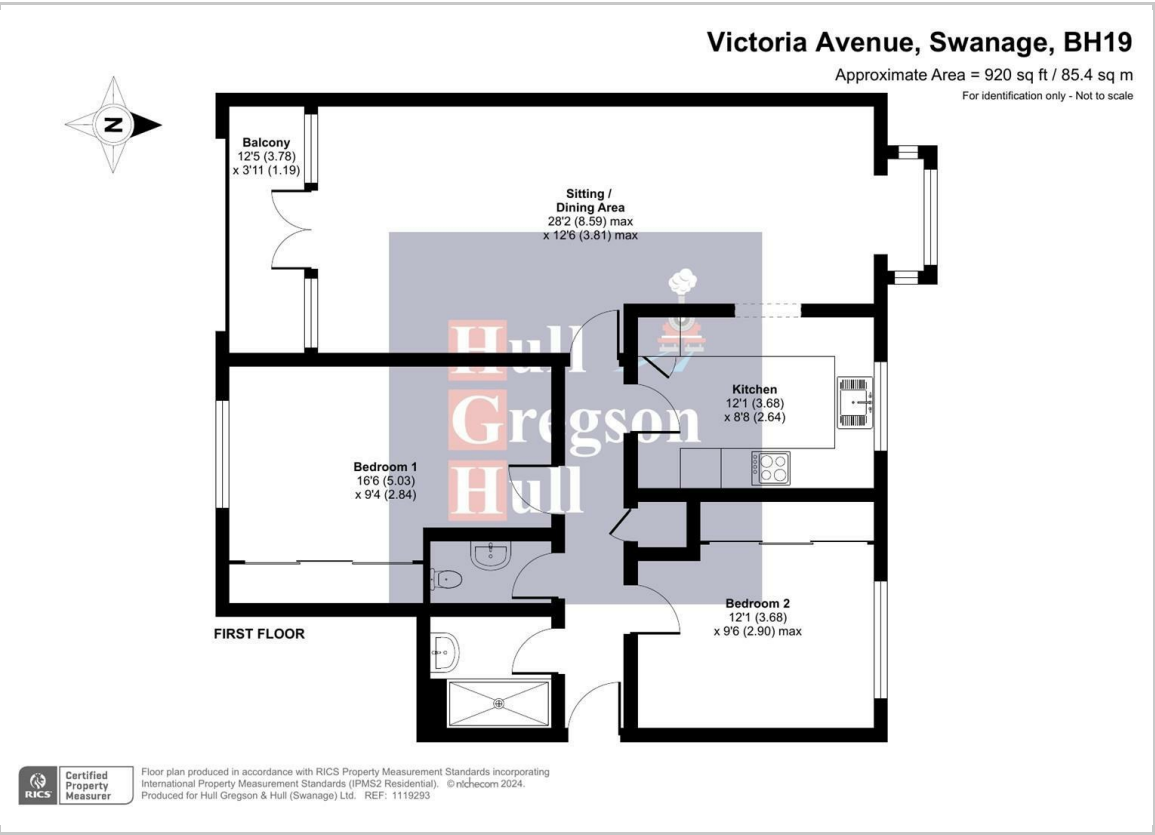 Victoria Avenue, Swanage, BH19
Approximate Area = 920 sq ft / 85.4 sq m
For identification only - Not to scale
N
Balcony
12'5 (3.78)
x 3'11 (1.19)
Sitting /
Dining Area
28'2 (8.59) max
x 12'6 (3.81) max
Hull
Gregson
Hull
Kitchen
12'1 (3.68)
x 8'8 (2.64)
Bedroom 1
16'6 (5.03)
x 9'4 (2.84)
Bedroom 2
12'1 (3.68)
x 9'6 (2.90) max
FIRST FLOOR
RICS
Certified
Property
Measurer
Floor plan produced in accordance with RICS Property Measurement Standards incorporating
International Property Measurement Standards (IPMS2 Residential). © nichecom 2024.
Produced for Hull Gregson & Hull (Swanage) Ltd. REF: 1119293